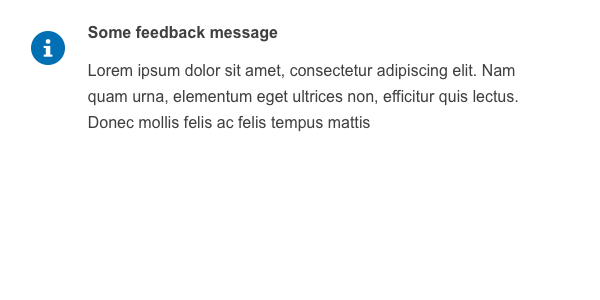 Some feedback message
Lorem ipsum dolor sit amet, consectetur adipiscing elit. Nam
quam urna, elementum eget ultrices non, efficitur quis lectus.
Donec mollis felis ac felis tempus mattis